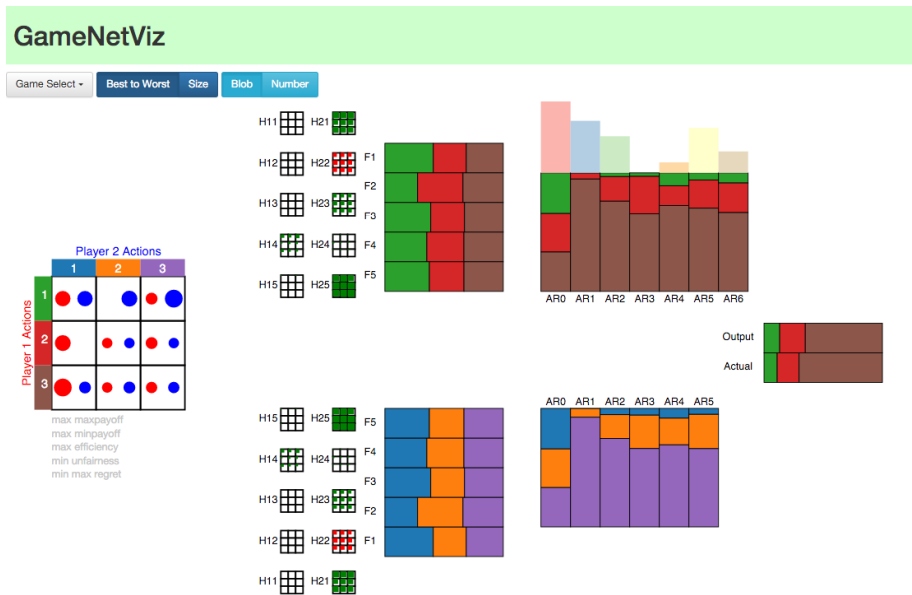 GameNetViz
Game Select
Best to Worst
Size
Blob
Number
H11
H21
H12
H22
F1
F2
H13
H23
F3
H14
H24
F4
H15
H25
F5
AR0 AR1 AR2 AR3 AR4 AR5 AR6
Player 2 Actions
1 2 3
Player 1 Actions
1
2
3
max maxpayoff
max minpayoff
max efficiency
min unfairness
min max regret
Output
Actual
AR0 AR1 AR2 AR3 AR4 AR5
H15
H25
F5
H14
H24
F4
F3
H13
H23
F2
H12
H22
F1
H11
H21